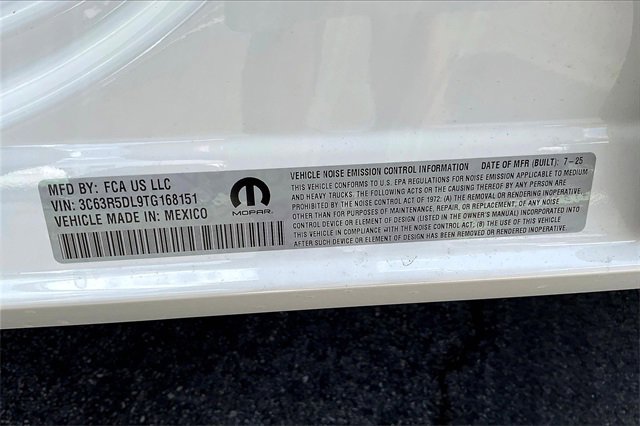 MFD BY: FCA US LLC
VIN: 3C63R5DL9TG168151
VEHICLE MADE IN: MEXICO
MOPAR
VEHICLE NOISE EMISSION CONTROL INFORMATION DATE OF MFR (BUILT): 7-25
THIS VEHICLE CONFORMS TO U.S. EPA REGULATIONS FOR NOISE EMISSION APPLICABLE TO MEDIUM
AND HEAVY TRUCKS. THE FOLLOWING ACTS OR THE CAUSING THEREOF BY ANY PERSON ARE
PROHIBITED BY THE NOISE CONTROL ACT OF 1972: (A) THE REMOVAL OR RENDERING INOPERATIVE,
OTHER THAN FOR PURPOSES OF MAINTENANCE, REPAIR, OR REPLACEMENT, OF ANY NOISE
CONTROL DEVICE OR ELEMENT OF DESIGN (LISTED IN THE OWNER'S MANUAL) INCORPORATED INTO
THIS VEHICLE IN COMPLIANCE WITH THE NOISE CONTROL ACT; (B) THE USE OF THIS VEHICLE
AFTER SUCH DEVICE OR ELEMENT OF DESIGN HAS BEEN REMOVED OR RENDERED INOPERATIVE.